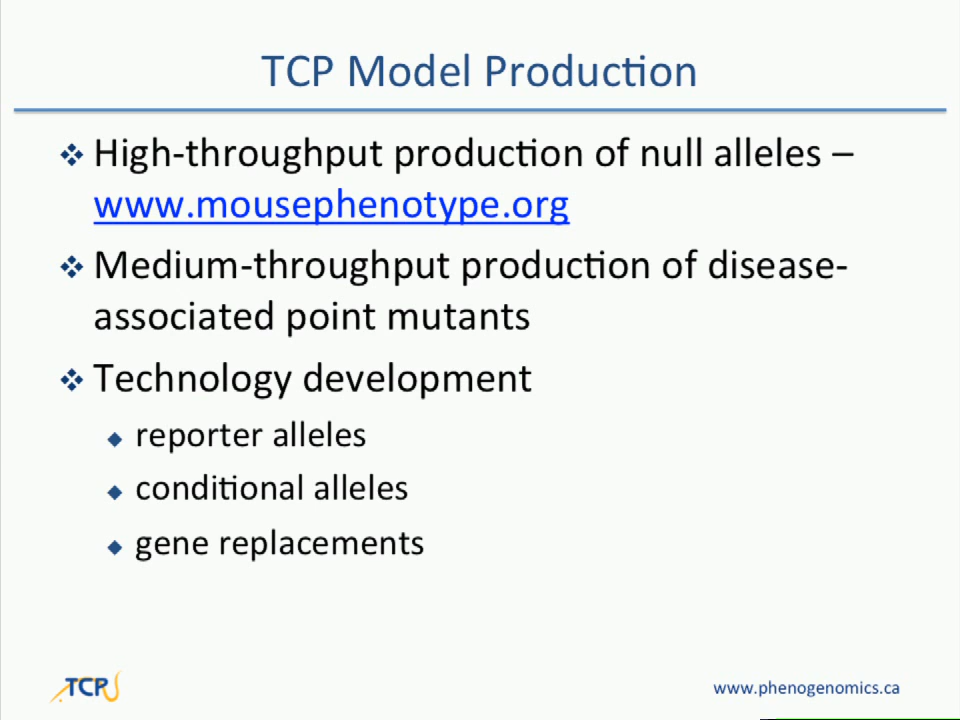 TCP Model Production
High-throughput production of null alleles –
www.mousephenotype.org
Medium-throughput production of disease-
associated point mutants
Technology development
reporter alleles
conditional alleles
gene replacements
TCP
www.phenogenomics.ca